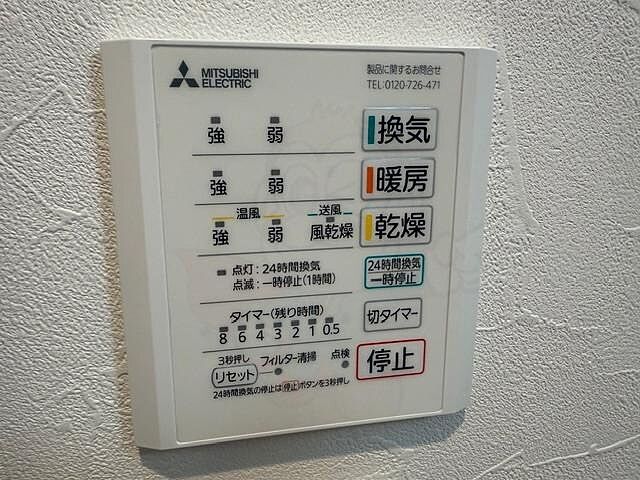 MITSUBISHI
ELECTRIC
製品に関するお問合せ
TEL:0120-726-471
強 弱 換気
強 弱 暖房
温風 送風
強 弱 風乾燥 乾燥
点灯:24時間換気
点滅:一時停止(1時間)
24時間換気
一時停止
タイマー(残り時間)
8 6 4 3 2 1 0.5
切タイマー
3秒押し
リセット フィルター清掃 点検
停止
24時間換気の停止は(停止)ボタンを3秒押し